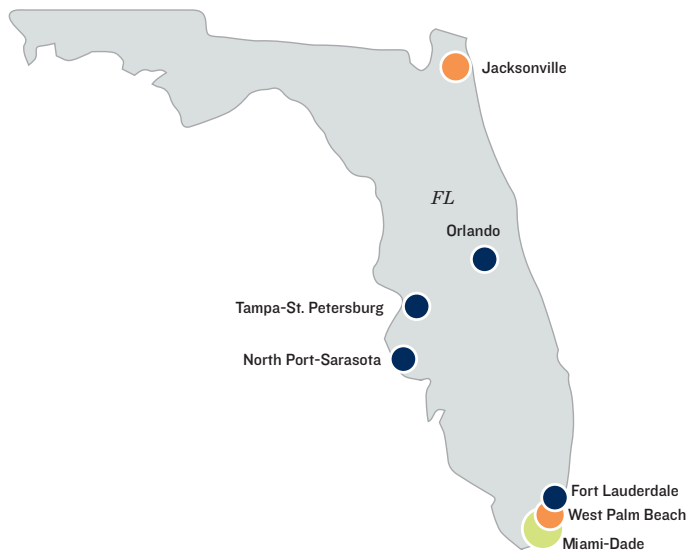 Jacksonville
FL
Orlando
Tampa-St. Petersburg
North Port-Sarasota
Fort Lauderdale
West Palm Beach
Miami-Dade